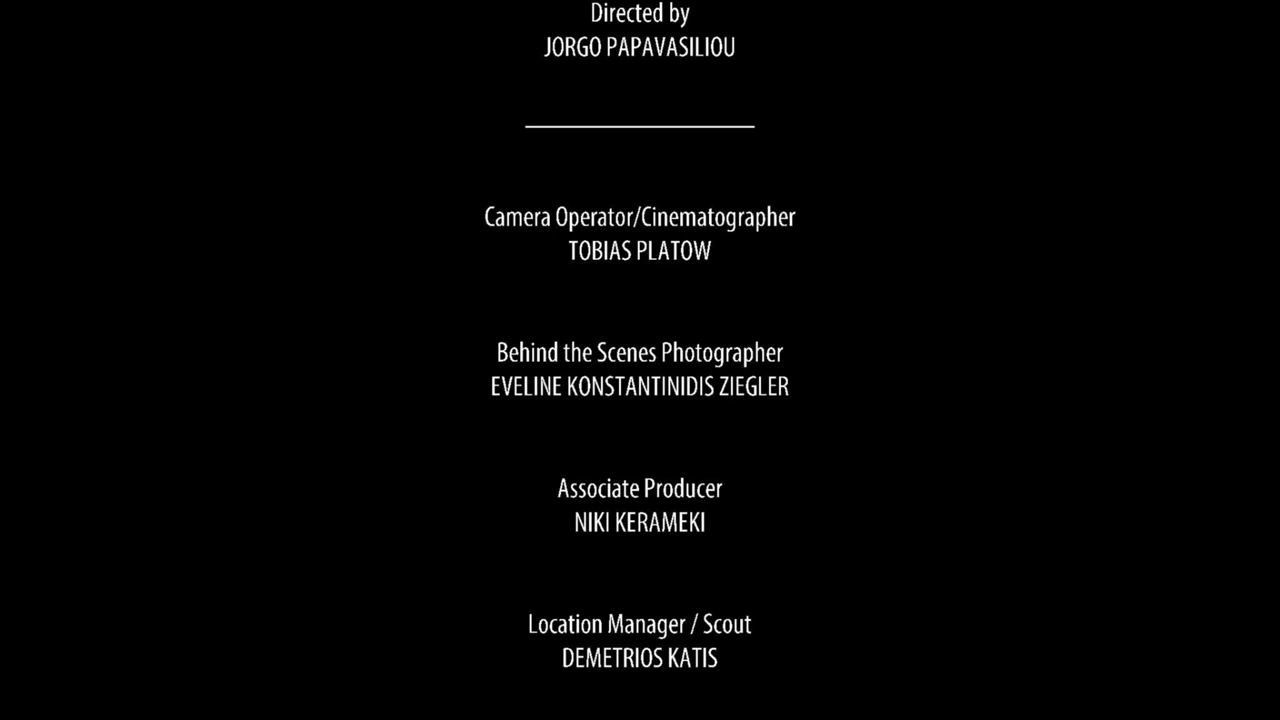 Directed by
JORGO PAPAVASILIOU
Camera Operator/Cinematographer
TOBIAS PLATOW
Behind the Scenes Photographer
EVELINE KONSTANTINIDIS ZIEGLER
Associate Producer
NIKI KERAMEKI
Location Manager / Scout
DEMETRIOS KATIS